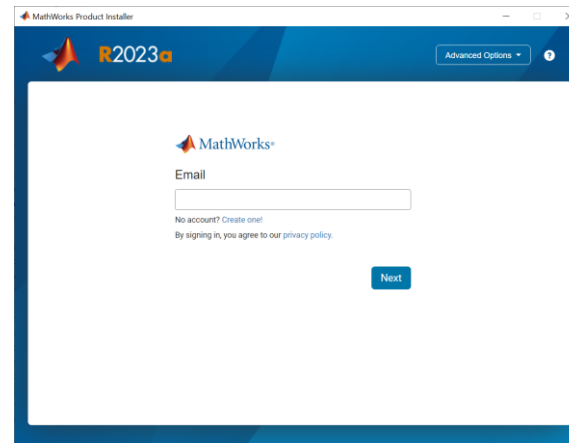 MathWorks Product Installer
R2023a
Advanced Options
?
MathWorks®
Email
No account? Create one!
By signing in, you agree to our privacy policy.
Next